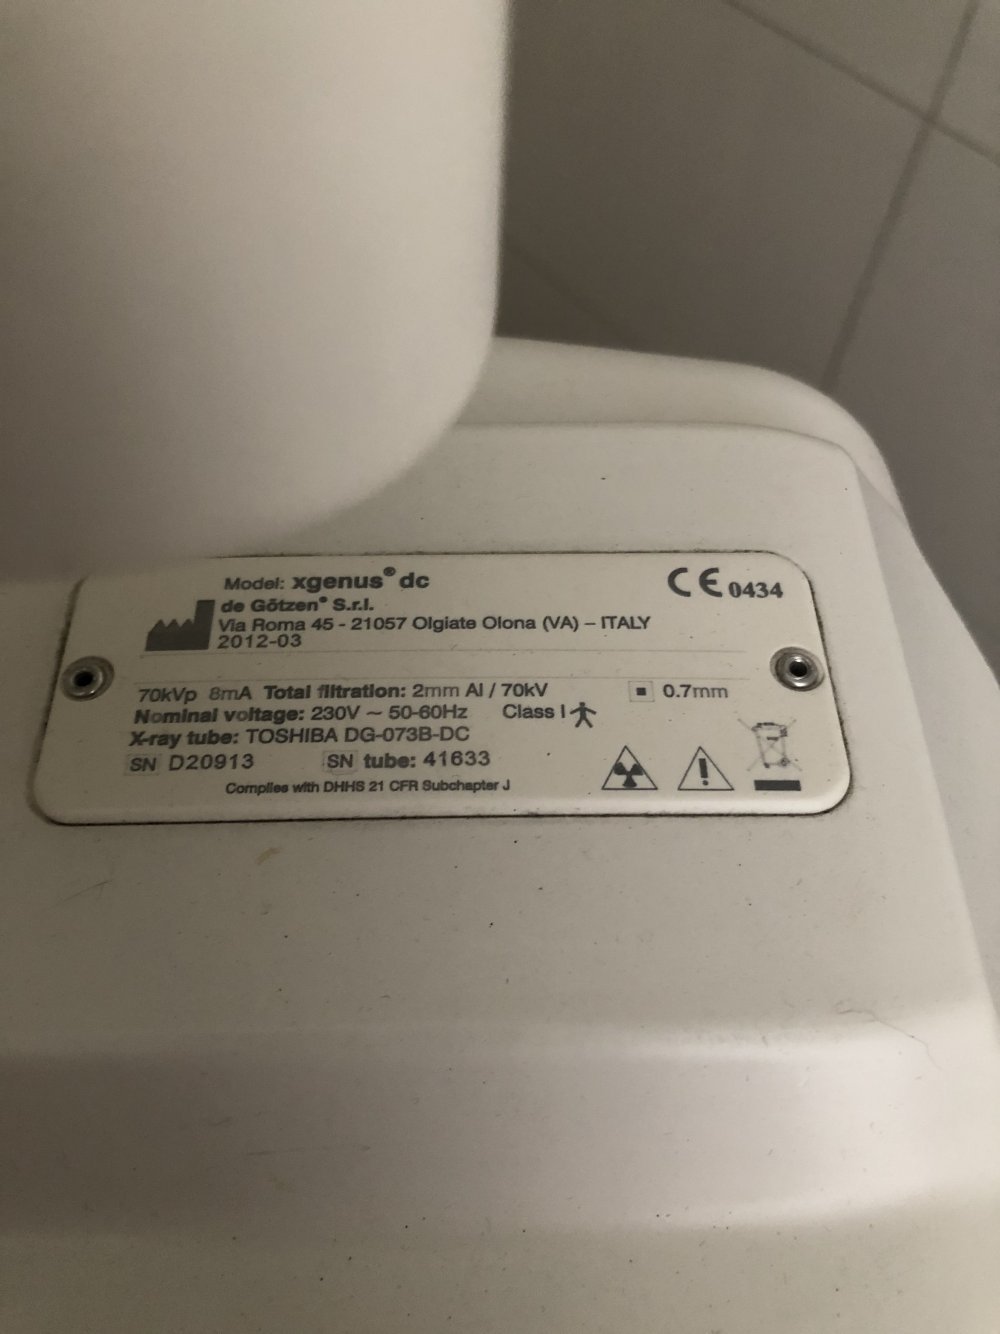 Model: xgenus® dc
CE 0434
de Götzen® S.r.l.
Via Roma 45 - 21057 Olgiate Olona (VA) – ITALY
2012-03
70kVp 8mA Total filtration: 2mm Al / 70kV 0.7mm
Nominal voltage: 230V ~ 50-60Hz Class I
X-ray tube: TOSHIBA DG-073B-DC
SN D20913 SN tube: 41633
Complies with DHHS 21 CFR Subchapter J